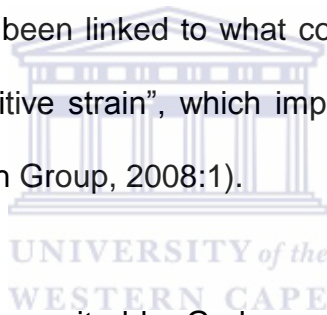 been linked to what co
itive strain”, which imp
n Group, 2008:1).
UNIVERSITY of the
WESTERN CAPE